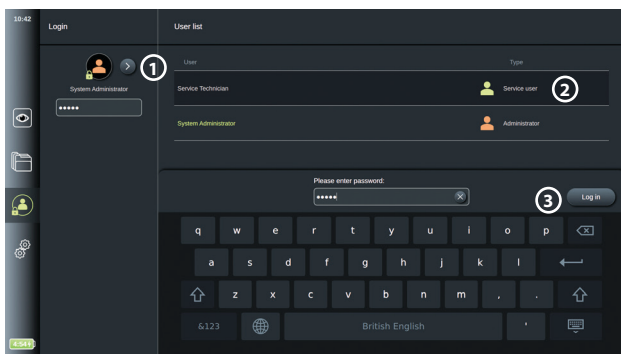 10:42
Login
User list
1
System Administrator
•••••
User
Type
Service Technician
Service user
2
System Administrator
Administrator
Please enter password:
•••••
3
Log in
q w e r t y u i o p
a s d f g h j k l
z x c v b n m , .
&123
British English
'
4:54